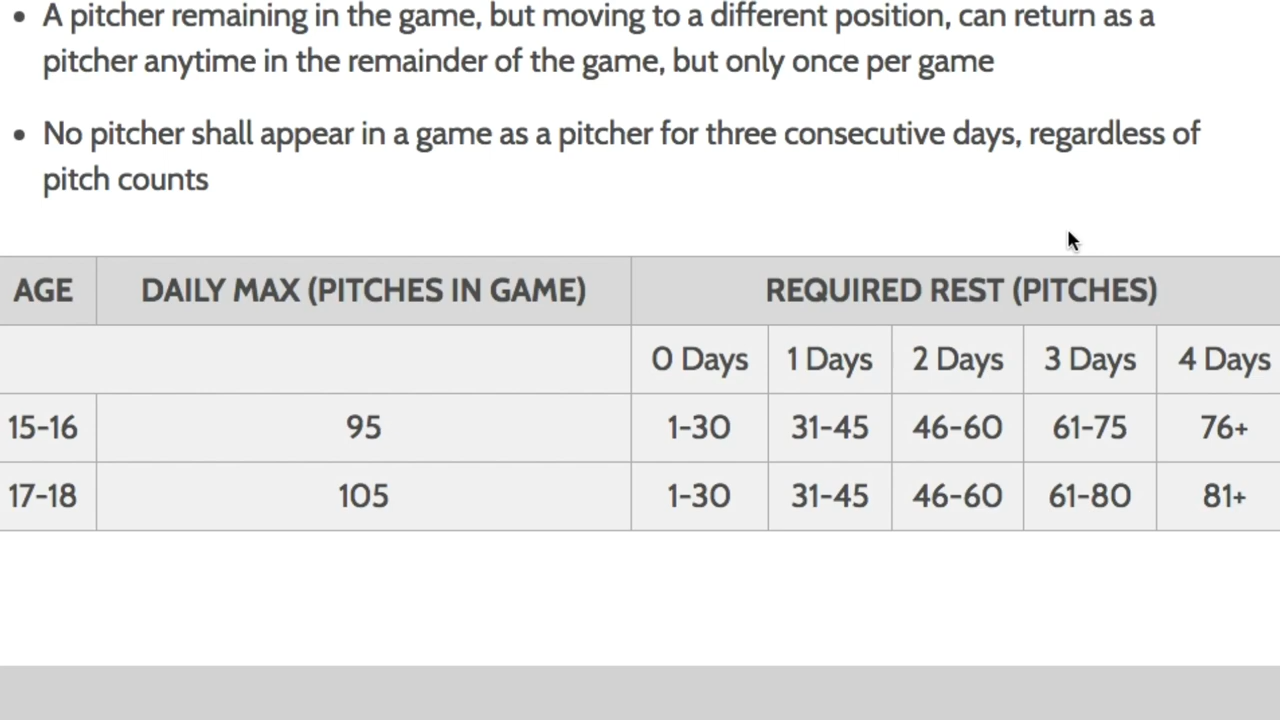 • A pitcher remaining in the game, but moving to a different position, can return as a
pitcher anytime in the remainder of the game, but only once per game
• No pitcher shall appear in a game as a pitcher for three consecutive days, regardless of
pitch counts
AGE DAILY MAX (PITCHES IN GAME) REQUIRED REST (PITCHES)
0 Days 1 Days 2 Days 3 Days 4 Days
15-16 95 1-30 31-45 46-60 61-75 76+
17-18 105 1-30 31-45 46-60 61-80 81+